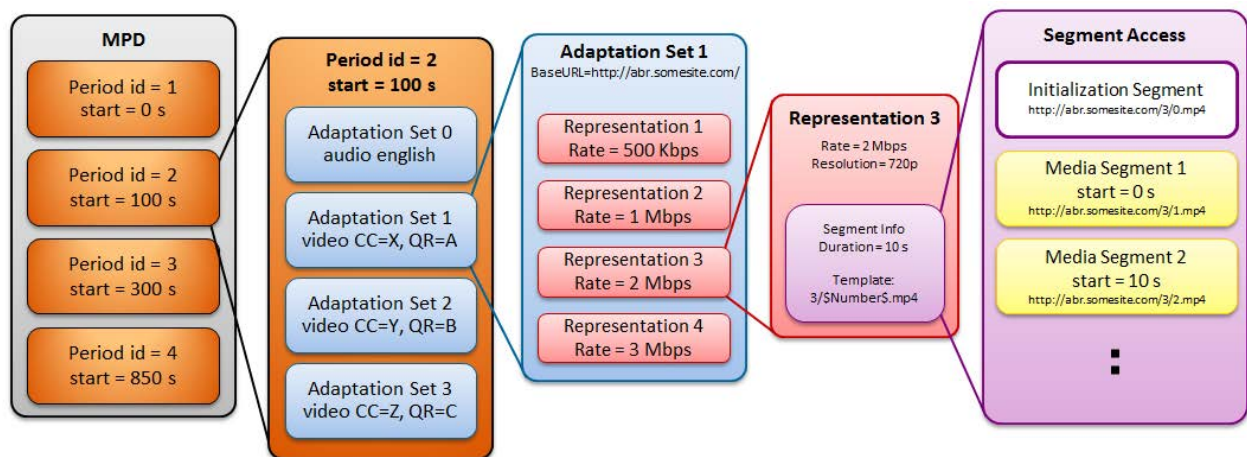 MPD
Period id = 1
start = 0 s
Period id = 2
start = 100 s
Period id = 3
start = 300 s
Period id = 4
start = 850 s
Period id = 2
start = 100 s
Adaptation Set 0
audio english
Adaptation Set 1
video CC=X, QR=A
Adaptation Set 2
video CC=Y, QR=B
Adaptation Set 3
video CC=Z, QR=C
Adaptation Set 1
BaseURL=http://abr.somesite.com/
Representation 1
Rate = 500 Kbps
Representation 2
Rate = 1 Mbps
Representation 3
Rate = 2 Mbps
Representation 4
Rate = 3 Mbps
Representation 3
Rate = 2 Mbps
Resolution = 720p
Segment Info
Duration = 10 s
Template:
3/$Number$.mp4
Segment Access
Initialization Segment
http://abr.somesite.com/3/0.mp4
Media Segment 1
start = 0 s
http://abr.somesite.com/3/1.mp4
Media Segment 2
start = 10 s
http://abr.somesite.com/3/2.mp4
: